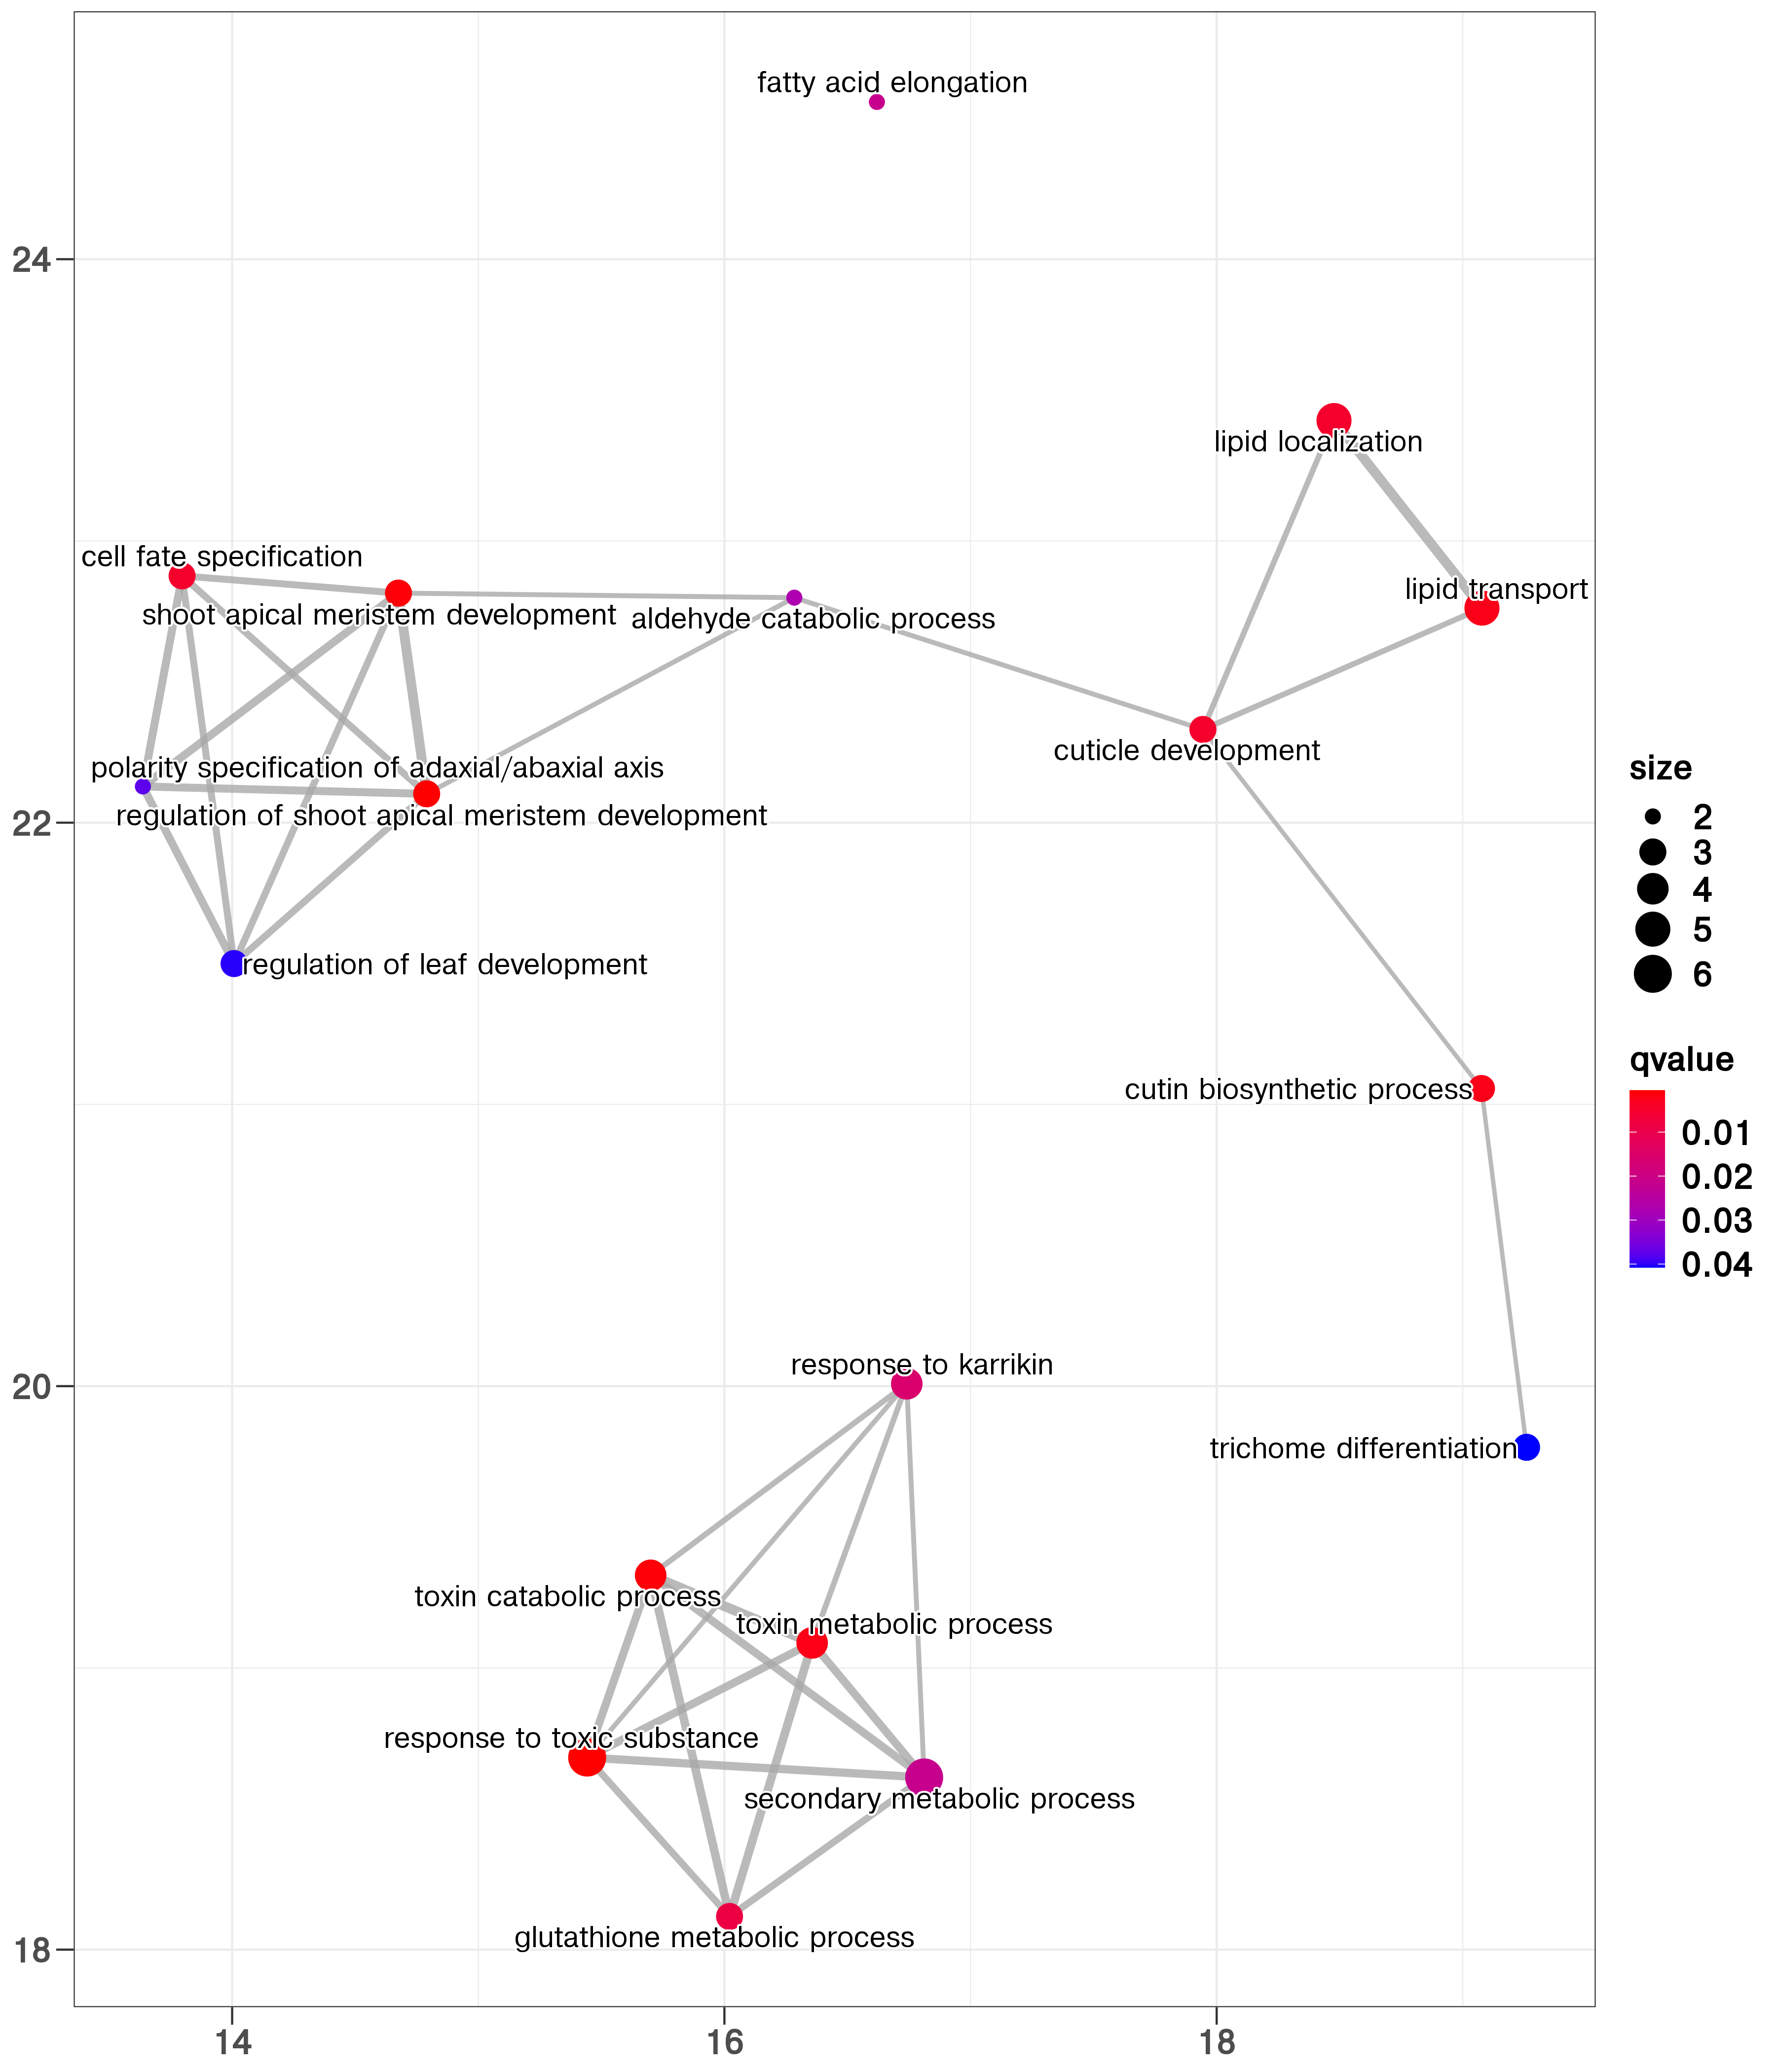 fatty acid elongation
24
lipid localization
cell fate specification
lipid transport
shoot apical meristem development
aldehyde catabolic process
cuticle development
polarity specification of adaxial/abaxial axis
regulation of shoot apical meristem development
22
regulation of leaf development
cutin biosynthetic process
20
response to karrikin
trichome differentiation
toxin catabolic process
toxin metabolic process
response to toxic substance
secondary metabolic process
glutathione metabolic process
18
14
16
18
size
2
3
4
5
6
qvalue
0.01
0.02
0.03
0.04